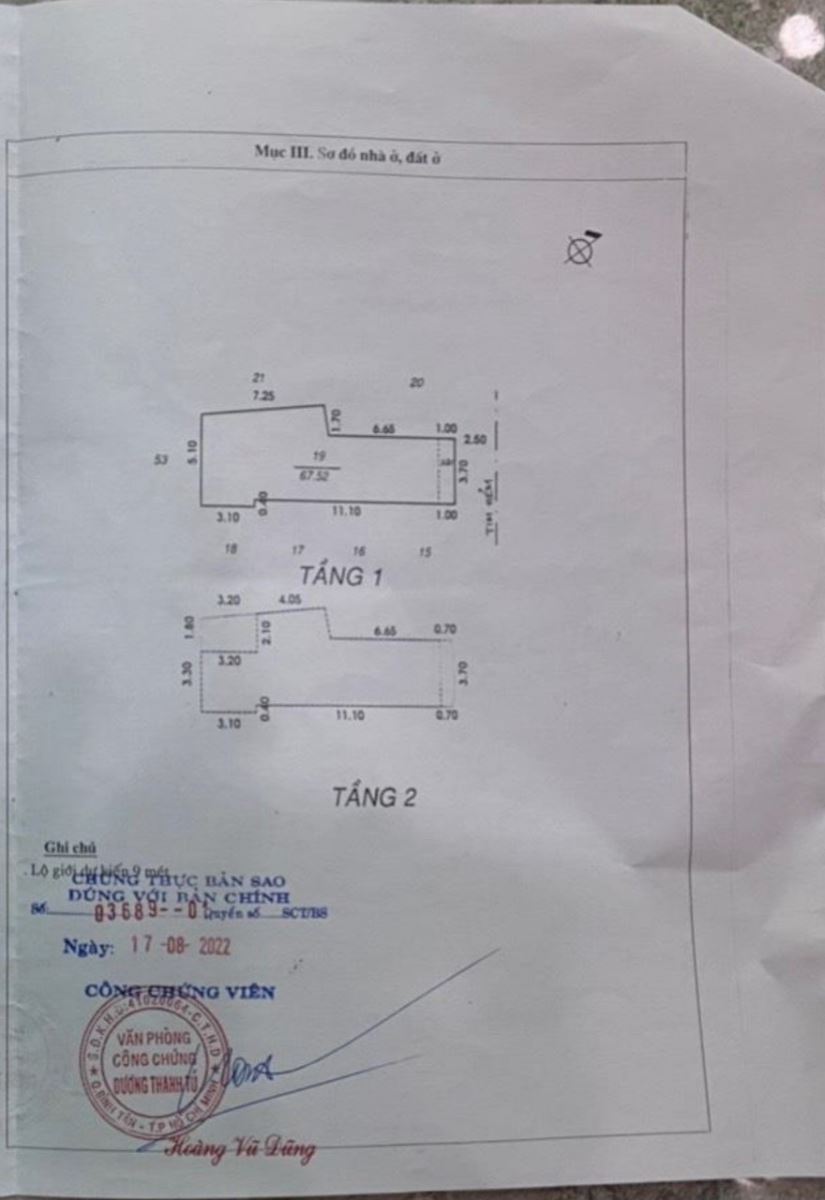 Mục III. Sơ đồ nhà ở, đất ở
21
20
7.25
1.70
6.65
1.00
2.50
53
5.10
19
67.52
3.70
3.10
0.40
11.10
1.00
TIM HẺM
18
17
16
15
TẦNG 1
3.20
4.05
1.80
2.10
6.65
0.70
3.20
3.30
3.70
3.10
0.40
11.10
0.70
TẦNG 2
Ghi chú
. Lộ giới dự kiến 9 mét
CHỨNG THỰC BẢN SAO
ĐÚNG VỚI BẢN CHÍNH
Số: 03689--0 Quyển số SCT/BS
Ngày: 17-08-2022
CÔNG CHỨNG VIÊN
S.Đ.K.H.Đ:41020064-C.T.H.D
VĂN PHÒNG
CÔNG CHỨNG
DƯƠNG THANH TÚ
Q.BÌNH TÂN - T.P HỒ CHÍ MINH
Hoàng Vũ Dũng